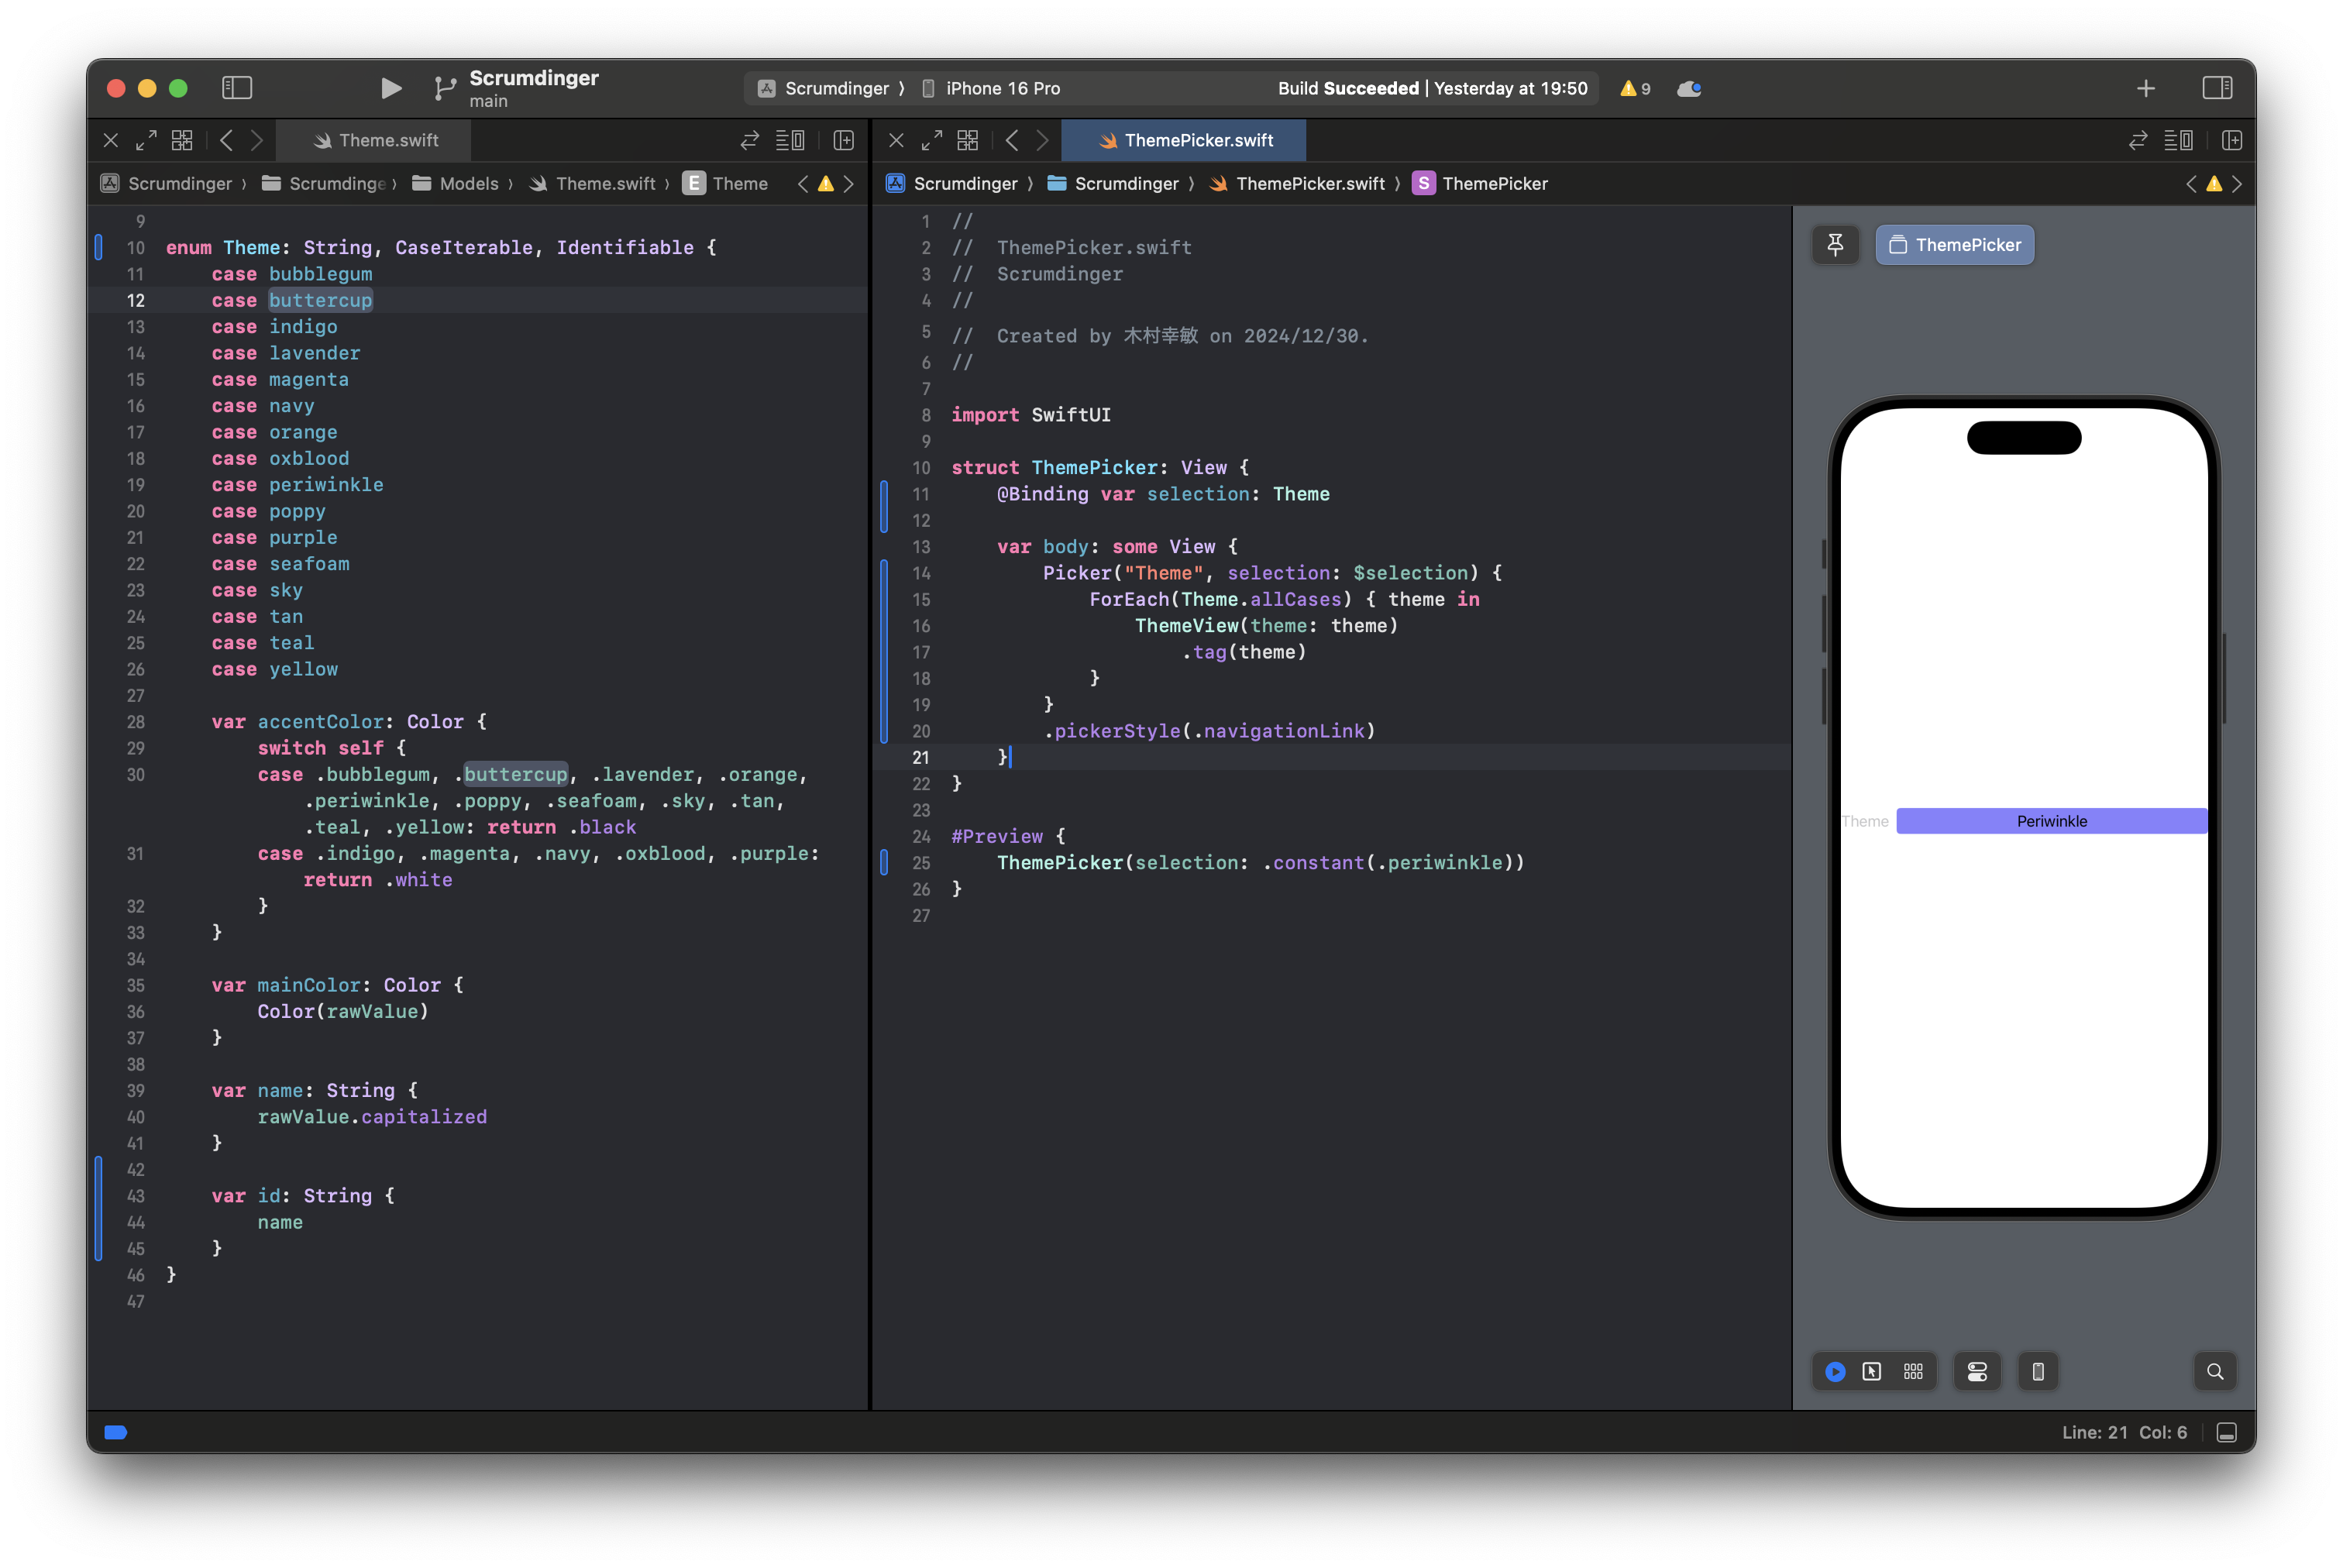 Scrumdinger
main
Scrumdinger 〉 iPhone 16 Pro
Build Succeeded | Yesterday at 19:50
9
Theme.swift
Scrumdinger 〉 Scrumdinge 〉 Models 〉 Theme.swift 〉 E Theme
9
10 enum Theme: String, CaseIterable, Identifiable {
11 case bubblegum
12 case buttercup
13 case indigo
14 case lavender
15 case magenta
16 case navy
17 case orange
18 case oxblood
19 case periwinkle
20 case poppy
21 case purple
22 case seafoam
23 case sky
24 case tan
25 case teal
26 case yellow
27
28 var accentColor: Color {
29 switch self {
30 case .bubblegum, .buttercup, .lavender, .orange,
.periwinkle, .poppy, .seafoam, .sky, .tan,
.teal, .yellow: return .black
31 case .indigo, .magenta, .navy, .oxblood, .purple:
return .white
32 }
33 }
34
35 var mainColor: Color {
36 Color(rawValue)
37 }
38
39 var name: String {
40 rawValue.capitalized
41 }
42
43 var id: String {
44 name
45 }
46 }
47
ThemePicker.swift
Scrumdinger 〉 Scrumdinger 〉 ThemePicker.swift 〉 S ThemePicker
1 //
2 // ThemePicker.swift
3 // Scrumdinger
4 //
5 // Created by 木村幸敏 on 2024/12/30.
6 //
7
8 import SwiftUI
9
10 struct ThemePicker: View {
11 @Binding var selection: Theme
12
13 var body: some View {
14 Picker("Theme", selection: $selection) {
15 ForEach(Theme.allCases) { theme in
16 ThemeView(theme: theme)
17 .tag(theme)
18 }
19 }
20 .pickerStyle(.navigationLink)
21 }
22 }
23
24 #Preview {
25 ThemePicker(selection: .constant(.periwinkle))
26 }
27
ThemePicker
Theme Periwinkle
Line: 21 Col: 6